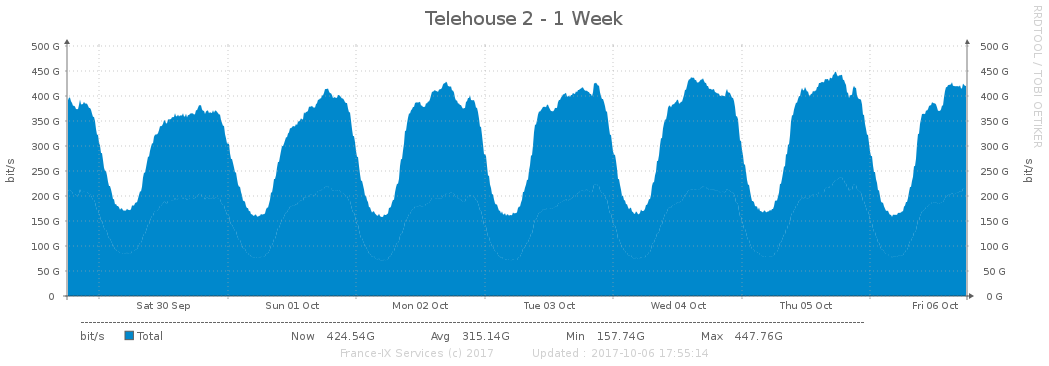 Telehouse 2 - 1 Week
RRDTOOL / TOBI OETIKER
500 G 500 G
450 G 450 G
400 G 400 G
350 G 350 G
300 G 300 G
250 G 250 G
200 G 200 G
150 G 150 G
100 G 100 G
50 G 50 G
0 0 G
bit/s bit/s
Sat 30 Sep Sun 01 Oct Mon 02 Oct Tue 03 Oct Wed 04 Oct Thu 05 Oct Fri 06 Oct
bit/s Total Now 424.54G Avg 315.14G Min 157.74G Max 447.76G
France-IX Services (c) 2017 Updated : 2017-10-06 17:55:14